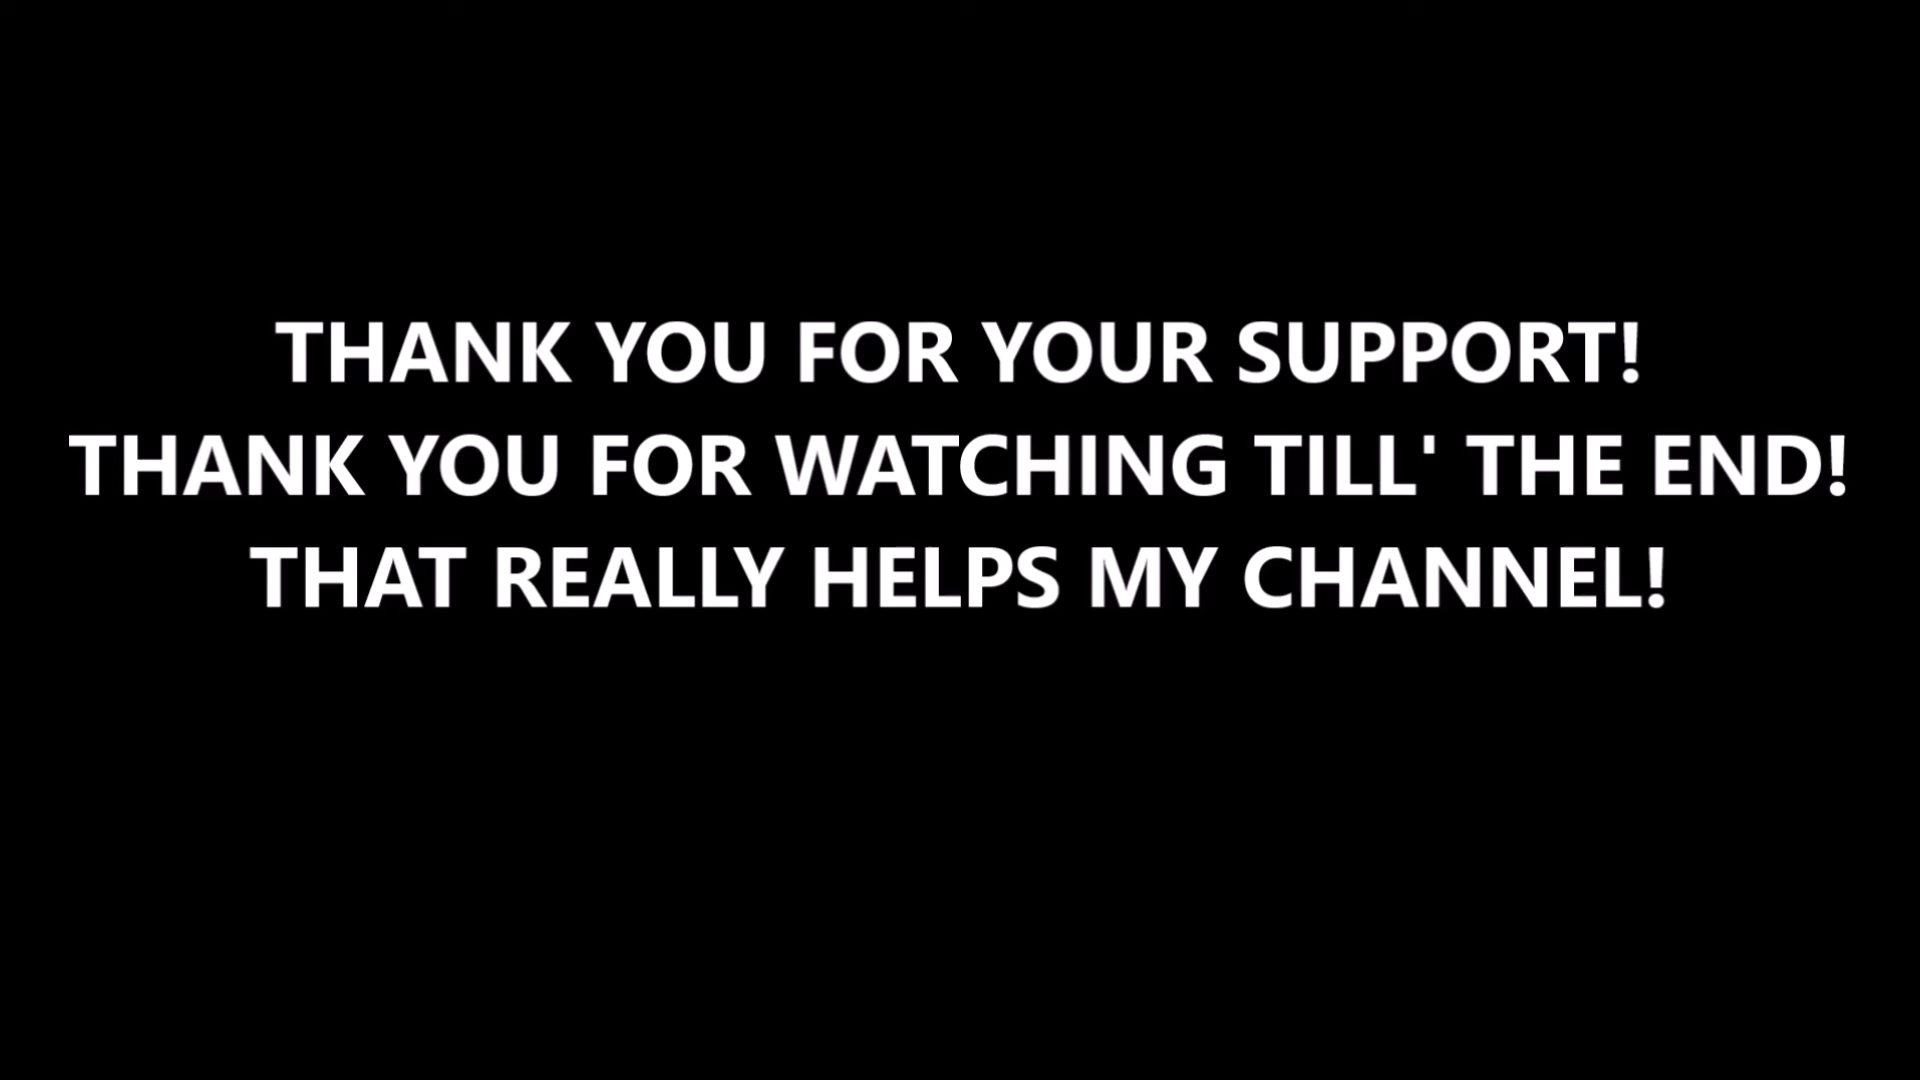 THANK YOU FOR YOUR SUPPORT!
THANK YOU FOR WATCHING TILL' THE END!
THAT REALLY HELPS MY CHANNEL!